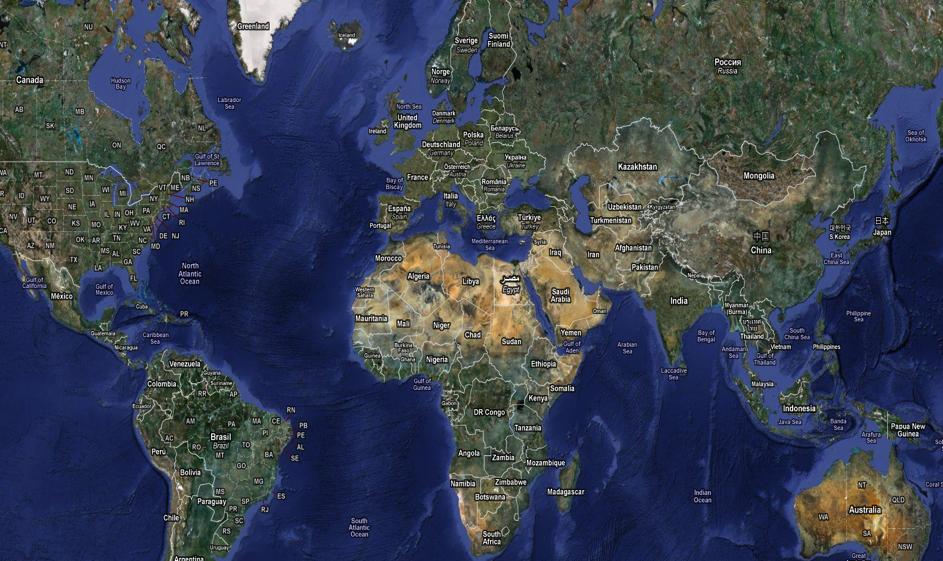 Greenland
Iceland
NU
NT
Canada
Hudson
Bay
Labrador
Sea
AB
SK
MB
ON
QC
NL
Gulf of St
Lawrence
NB
PE
NS
MT
ND
MN
SD
WI
MI
VT
ME
NH
NY
MA
CT
RI
WY
NE
IA
IL
IN
OH
PA
NV
UT
CO
KS
MO
KY
WV
VA
DE
NJ
MD
CA
AZ
NM
OK
AR
TN
NC
SC
MS
AL
GA
TX
LA
FL
Gulf of
California
Gulf of
Mexico
México
Cuba
PR
Guatemala
Nicaragua
Caribbean
Sea
North
Atlantic
Ocean
Venezuela
Guyana
Suriname
Colombia
Ecuador
RR
AP
AM
PA
MA
CE
RN
PB
PE
AL
SE
PI
AC
RO
TO
BA
Brasil
Brazil
MT
GO
MG
ES
Perú
Bolivia
MS
SP
RJ
Paraguay
PR
SC
RS
Chile
Uruguay
Argentina
South
Atlantic
Ocean
Sverige
Sweden
Suomi
Finland
Norge
Norway
North Sea
United
Kingdom
Ireland
Danmark
Denmark
Polska
Poland
Беларусь
Belarus
Deutschland
Germany
Україна
Ukraine
Österreich
Austria
France
Bay of
Biscay
România
Romania
Italia
Italy
España
Spain
Portugal
Ελλάς
Greece
Türkiye
Turkey
Mediterranean
Sea
Syria
Iraq
Iran
Россия
Russia
Kazakhstan
Mongolia
Uzbekistan
Kyrgyzstan
Turkmenistan
Afghanistan
Pakistan
Nepal
India
中国
China
대한민국
S Korea
日本
Japan
Sea of
Okhotsk
East
China Sea
Philippine
Sea
Morocco
Tunisia
Algeria
Libya
مصر
Egypt
Western
Sahara
Mauritania
Mali
Niger
Chad
Sudan
Saudi
Arabia
Oman
Yemen
Gulf of
Aden
Arabian
Sea
Burkina
Faso
Guinea
Ghana
Nigeria
Gulf of
Guinea
Gabon
Ethiopia
Somalia
Kenya
DR Congo
Tanzania
Angola
Zambia
Mozambique
Zimbabwe
Namibia
Botswana
Madagascar
South
Africa
Indian
Ocean
Laccadive
Sea
Bay of
Bengal
Andaman
Sea
Myanmar
(Burma)
Thailand
Gulf of
Thailand
Vietnam
South
China Sea
Philippines
Malaysia
Indonesia
Java Sea
Banda
Sea
Arafura
Sea
Papua New
Guinea
Coral S
NT
QLD
Australia
WA
SA
NSW
Great